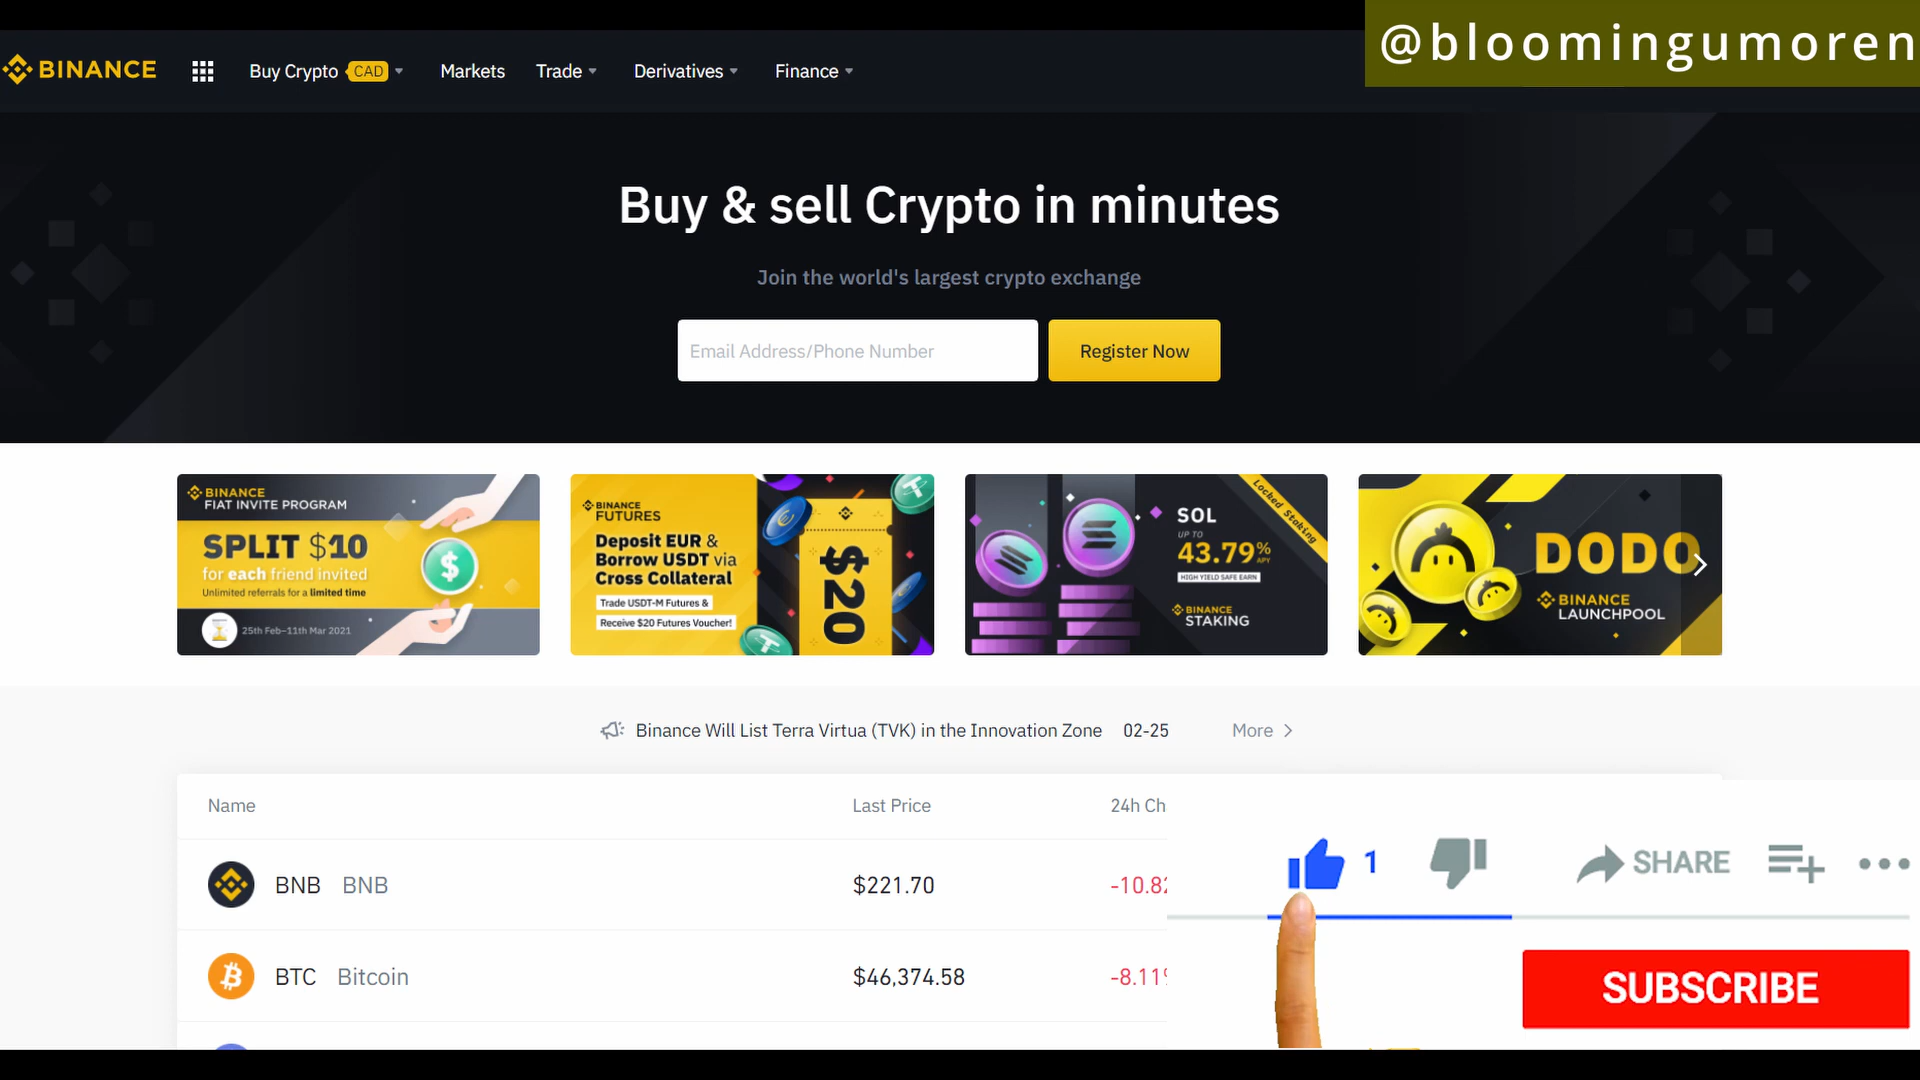 @bloomingumoren
BINANCE
Buy Crypto CAD
Markets
Trade
Derivatives
Finance
Buy & sell Crypto in minutes
Join the world's largest crypto exchange
Email Address/Phone Number
Register Now
BINANCE
FIAT INVITE PROGRAM
SPLIT $10
for each friend invited
Unlimited referrals for a limited time
25th Feb–11th Mar 2021
BINANCE
FUTURES
Deposit EUR &
Borrow USDT via
Cross Collateral
Trade USDT-M Futures &
Receive $20 Futures Voucher!
$20
Locked Staking
SOL
UP TO
43.79% APY
HIGH YIELD SAFE EARN
BINANCE
STAKING
DODO
BINANCE
LAUNCHPOOL
Binance Will List Terra Virtua (TVK) in the Innovation Zone 02-25 More
Name Last Price 24h Ch
BNB BNB $221.70 -10.82
BTC Bitcoin $46,374.58 -8.11%
1 SHARE
SUBSCRIBE